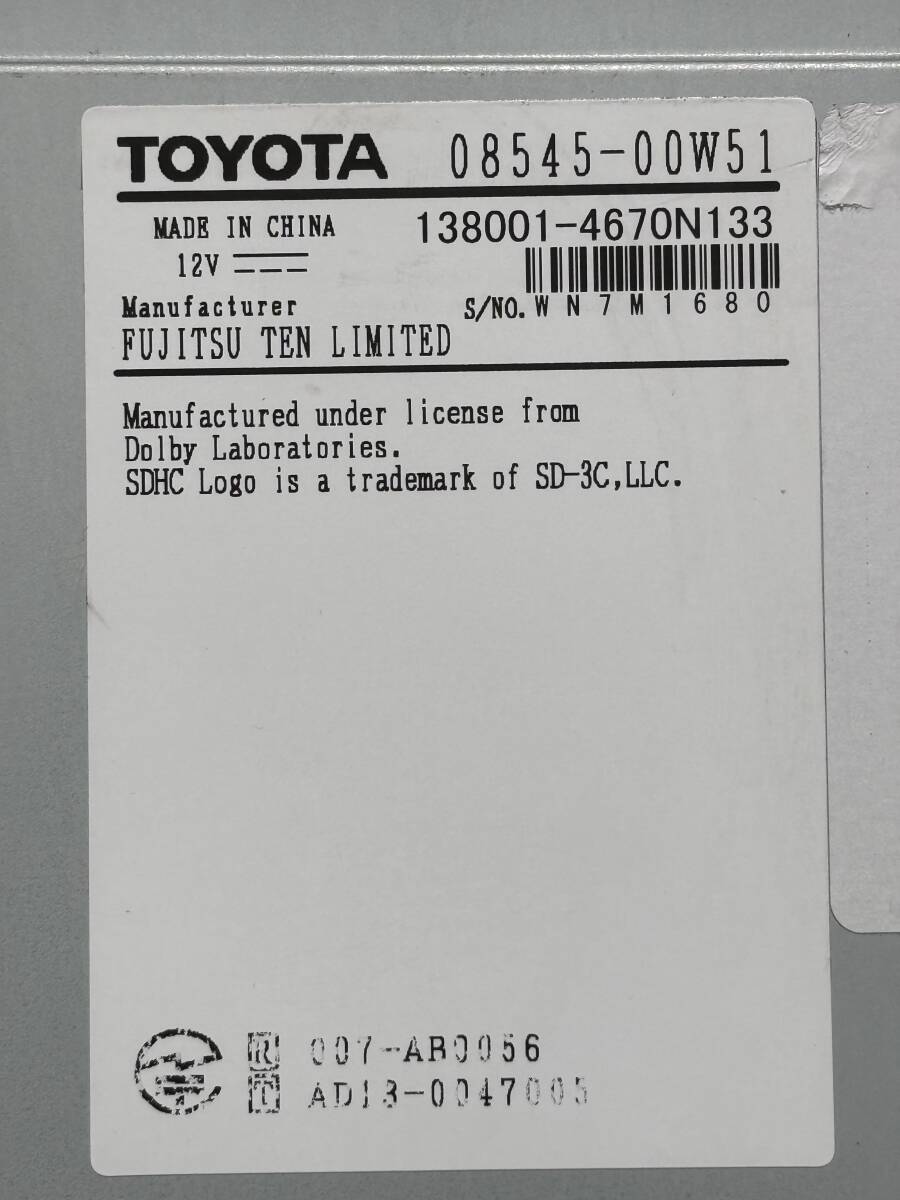 TOYOTA 08545-00W51
MADE IN CHINA 138001-4670N133
12V
Manufacturer S/NO. W N 7 M 1 6 8 0
FUJITSU TEN LIMITED
Manufactured under license from
Dolby Laboratories.
SDHC Logo is a trademark of SD-3C,LLC.
R 007-AB0056
T AD13-0047005